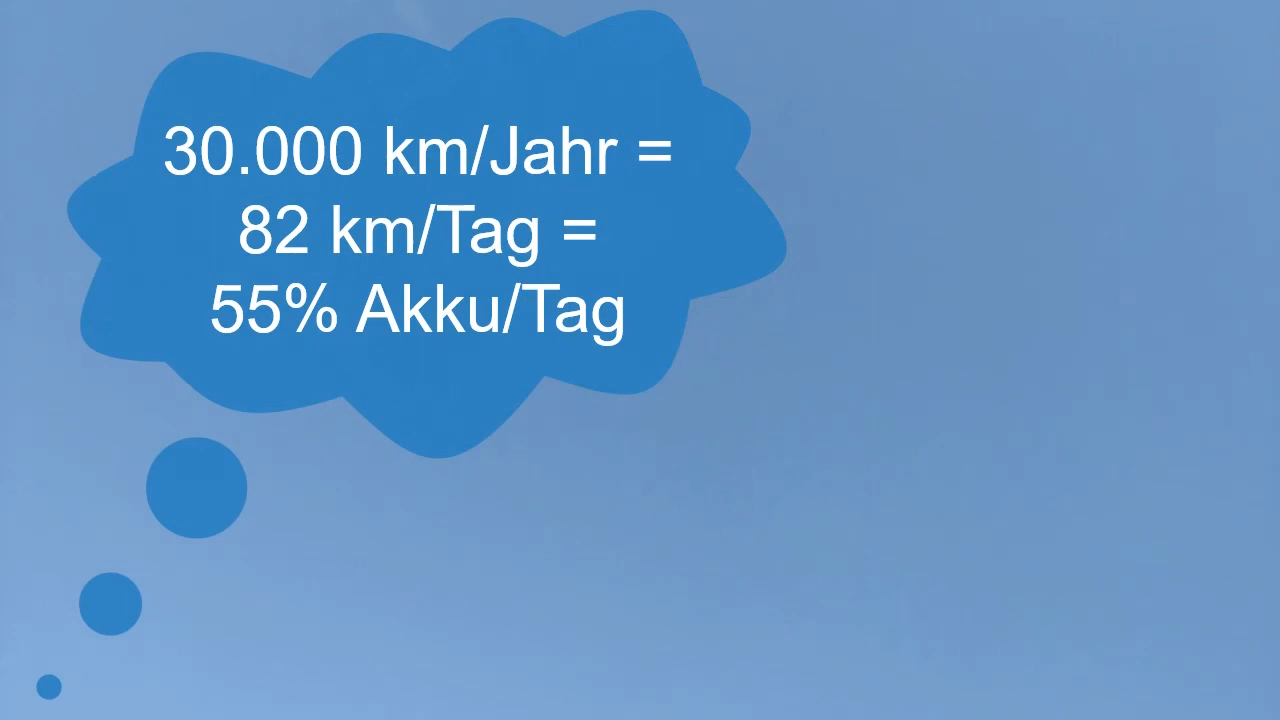 30.000 km/Jahr =
82 km/Tag =
55% Akku/Tag